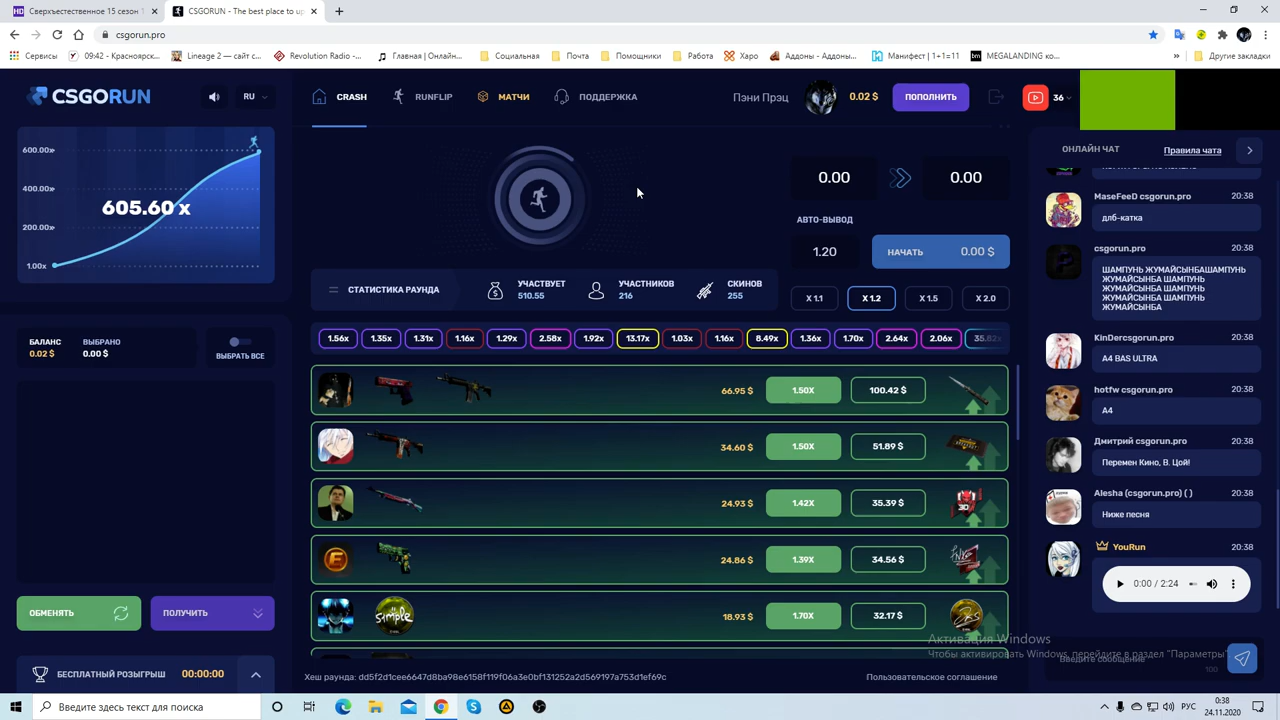 Сверхъестественное 15 сезон 1
CSGORUN - The best place to up
csgorun.pro
Сервисы
09:42 - Красноярск...
Lineage 2 — сайт с...
Revolution Radio -...
Главная | Онлайн...
Социальная
Почта
Помощники
Работа
Харо
Аддоны - Аддоны...
Манифест | 1+1=11
MEGALANDING ко...
Другие закладки
CSGORUN
RU
CRASH
RUNFLIP
МАТЧИ
ПОДДЕРЖКА
Пэни Прэц
0.02 $
ПОПОЛНИТЬ
36
600.00x
400.00x
200.00x
1.00x
605.60 x
0.00
0.00
АВТО-ВЫВОД
1.20
НАЧАТЬ
0.00 $
X 1.1
X 1.2
X 1.5
X 2.0
СТАТИСТИКА РАУНДА
УЧАСТВУЕТ
510.55
УЧАСТНИКОВ
216
СКИНОВ
255
1.56x
1.35x
1.31x
1.16x
1.29x
2.58x
1.92x
13.17x
1.03x
1.16x
8.49x
1.36x
1.70x
2.64x
2.06x
35.82x
БАЛАНС
0.02 $
ВЫБРАНО
0.00 $
ВЫБРАТЬ ВСЕ
66.95 $
1.50X
100.42 $
34.60 $
1.50X
51.89 $
24.93 $
1.42X
35.39 $
24.86 $
1.39X
34.56 $
18.93 $
1.70X
32.17 $
ОБМЕНЯТЬ
ПОЛУЧИТЬ
БЕСПЛАТНЫЙ РОЗЫГРЫШ
00:00:00
Хеш раунда: dd5f2d1cee6647d8ba98e6158f119f06a3e0bf131252a2d569197a753d1ef69c
Пользовательское соглашение
ОНЛАЙН ЧАТ
Правила чата
MaseFeeD csgorun.pro
20:38
длб-катка
csgorun.pro
20:38
ШАМПУНЬ ЖУМАЙСЫНБАШАМПУНЬ
ЖУМАЙСЫНБА ШАМПУНЬ
ЖУМАЙСЫНБА ШАМПУНЬ
ЖУМАЙСЫНБА ШАМПУНЬ
ЖУМАЙСЫНБА
KinDercsgorun.pro
20:38
A4 BAS ULTRA
hotfw csgorun.pro
20:38
A4
Дмитрий csgorun.pro
20:38
Перемен Кино, В. Цой!
Alesha (csgorun.pro) ( )
20:38
Ниже песня
YouRun
20:38
0:00 / 2:24
Активация Windows
Чтобы активировать Windows, перейдите в раздел "Параметры".
Введите сообщение
100
Введите здесь текст для поиска
РУС
0:38
24.11.2020